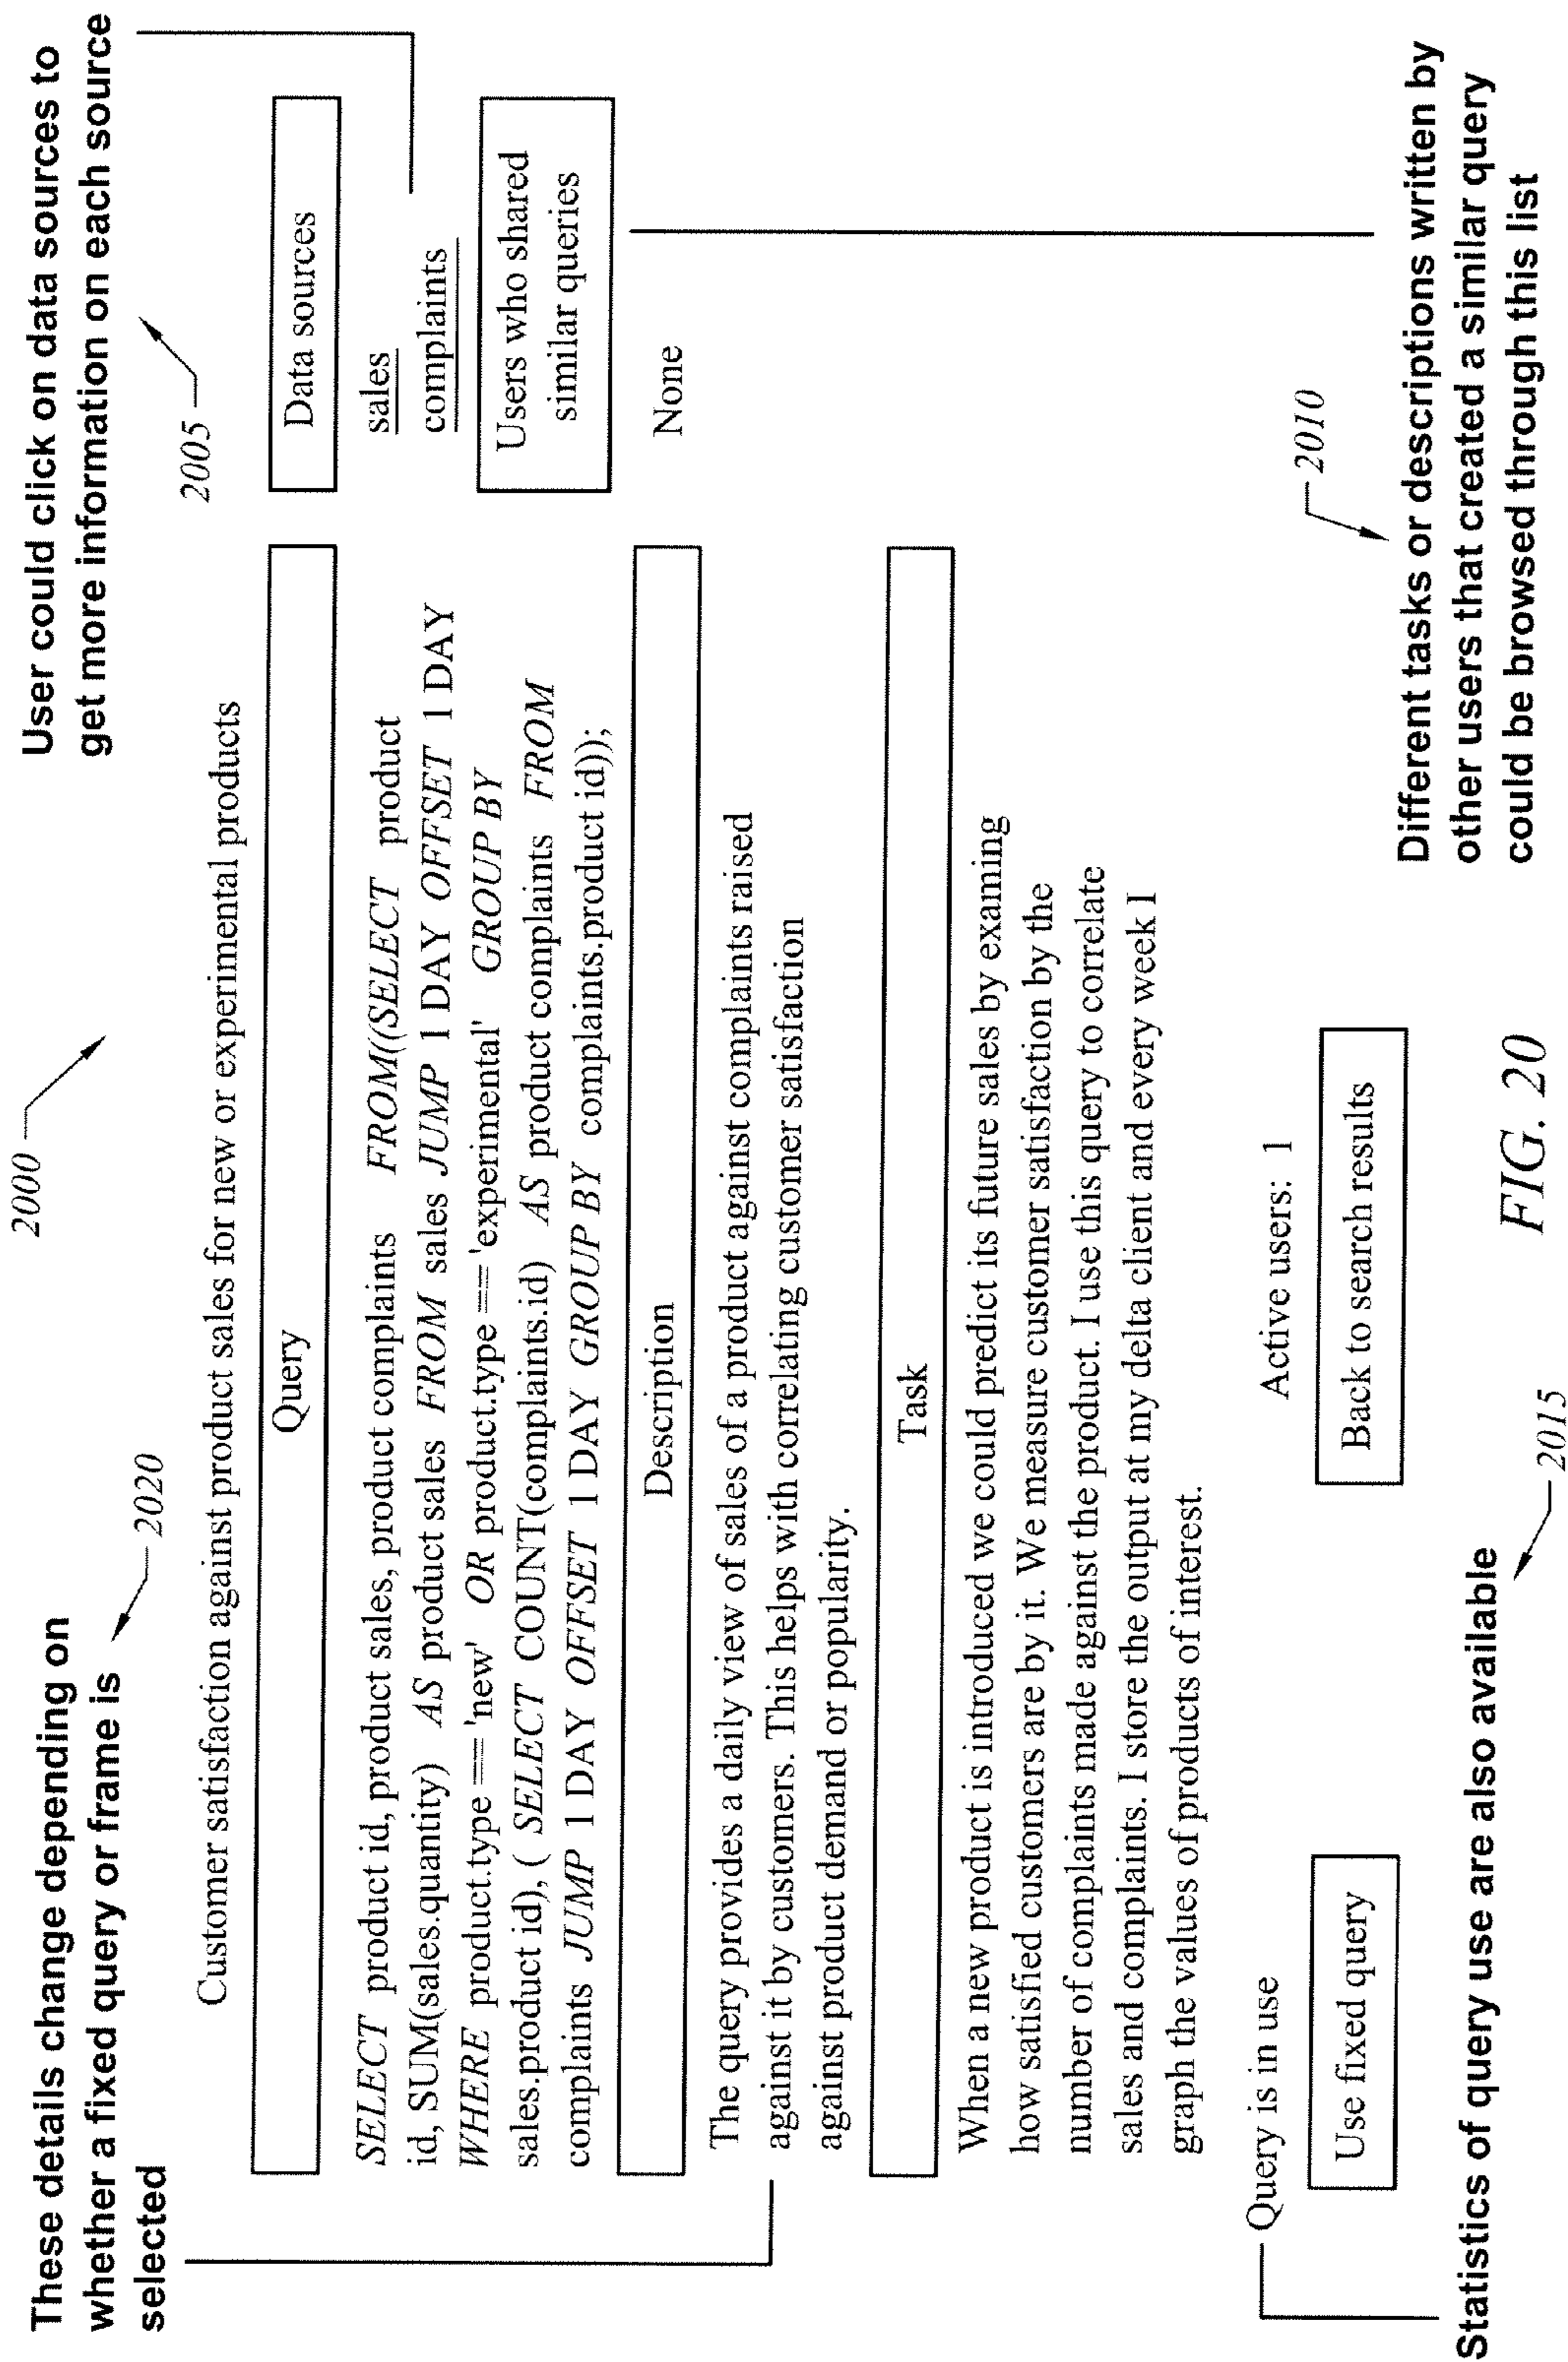 2000
These details change depending on
whether a fixed query or frame is
selected
2020
User could click on data sources to
get more information on each source
2005
Customer satisfaction against product sales for new or experimental products
Query
SELECT product id, product sales, product complaints FROM((SELECT product
id, SUM(sales.quantity) AS product sales FROM sales JUMP 1 DAY OFFSET 1 DAY
WHERE product.type == 'new' OR product.type == 'experimental' GROUP BY
sales.product id), ( SELECT COUNT(complaints.id) AS product complaints FROM
complaints JUMP 1 DAY OFFSET 1 DAY GROUP BY complaints.product id));
Description
The query provides a daily view of sales of a product against complaints raised
against it by customers. This helps with correlating customer satisfaction
against product demand or popularity.
Task
When a new product is introduced we could predict its future sales by examing
how satisfied customers are by it. We measure customer satisfaction by the
number of complaints made against the product. I use this query to correlate
sales and complaints. I store the output at my delta client and every week I
graph the values of products of interest.
Data sources
sales
complaints
Users who shared
similar queries
None
Query is in use
Active users: 1
Use fixed query
Back to search results
2010
Different tasks or descriptions written by
other users that created a similar query
could be browsed through this list
Statistics of query use are also available
2015
FIG. 20